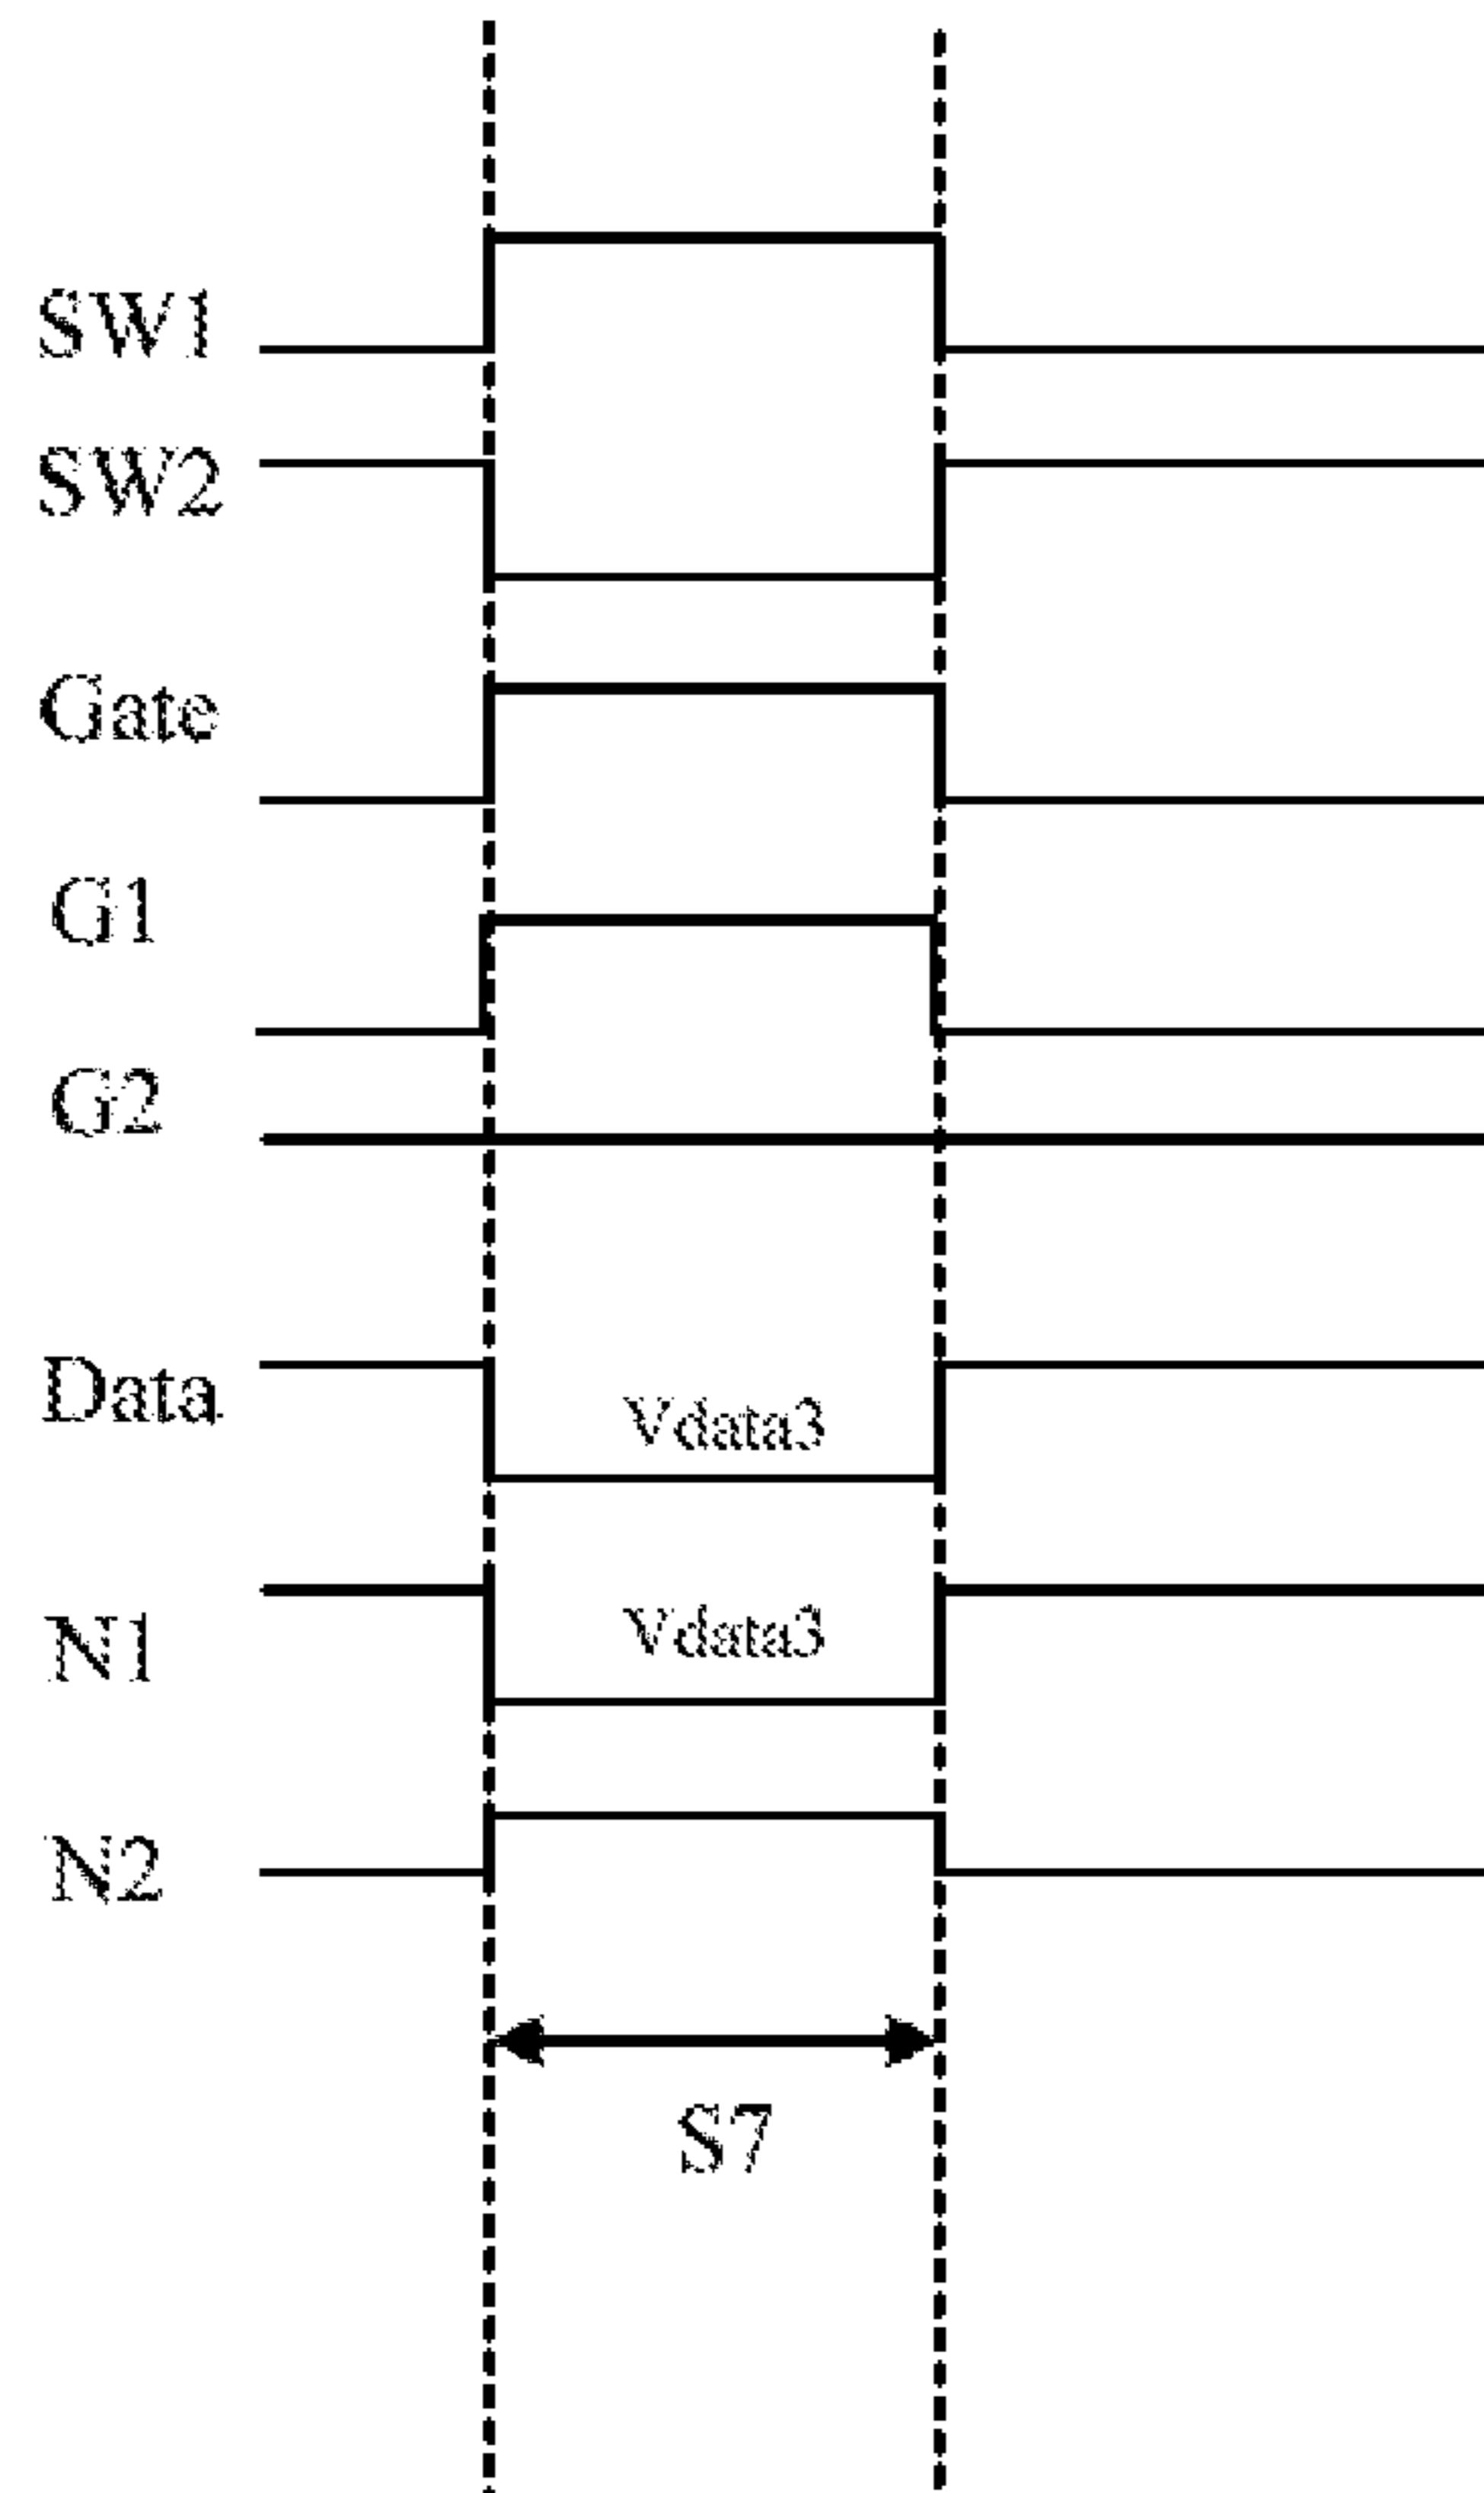 SW1
SW2
Gate
G1
G2
Data
Vdata3
N1
Vdata3
N2
S7